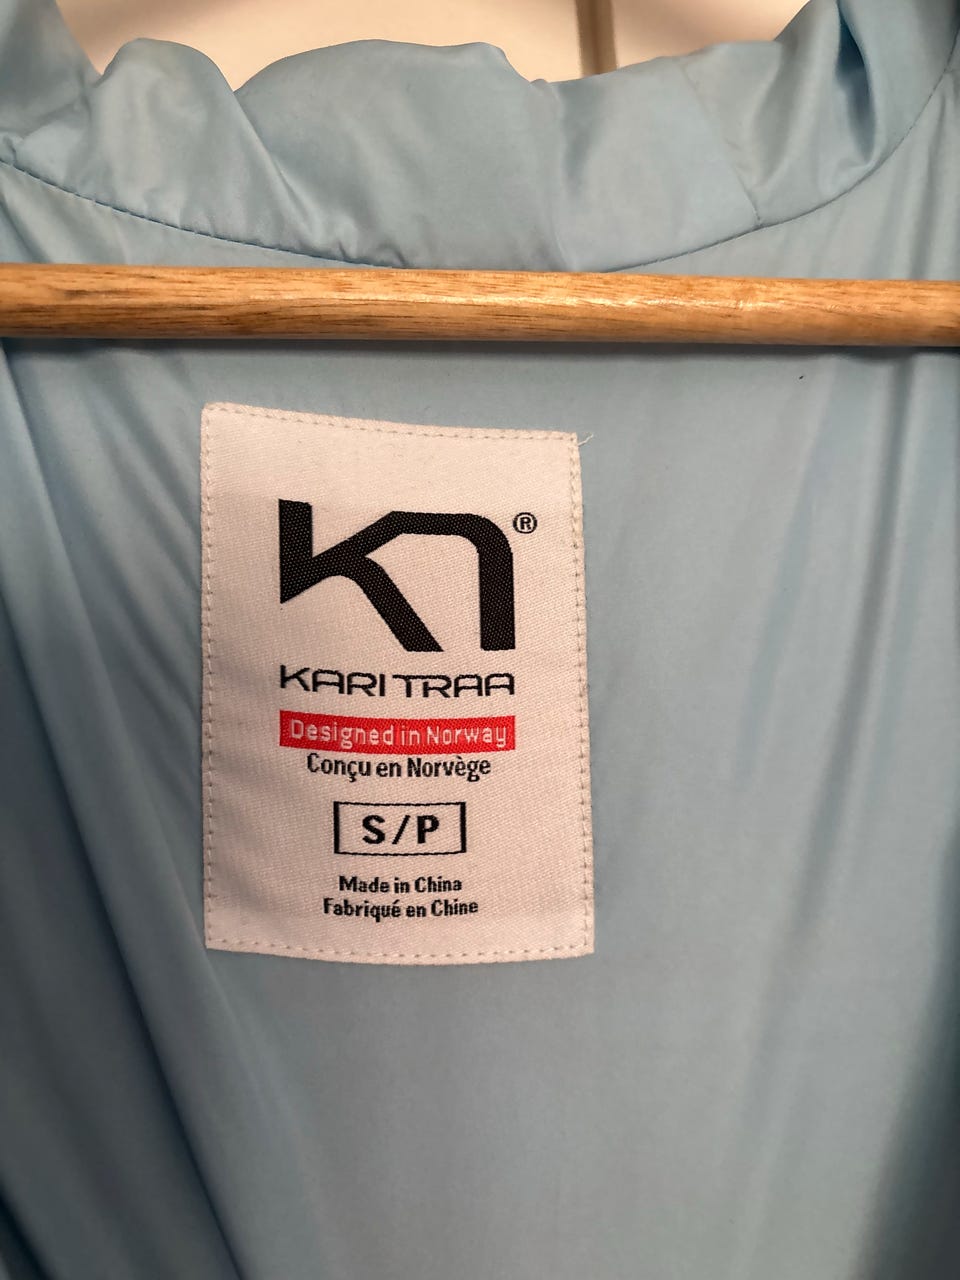 ®
KARI TRAA
Designed in Norway
Conçu en Norvège
S/P
Made in China
Fabriqué en Chine